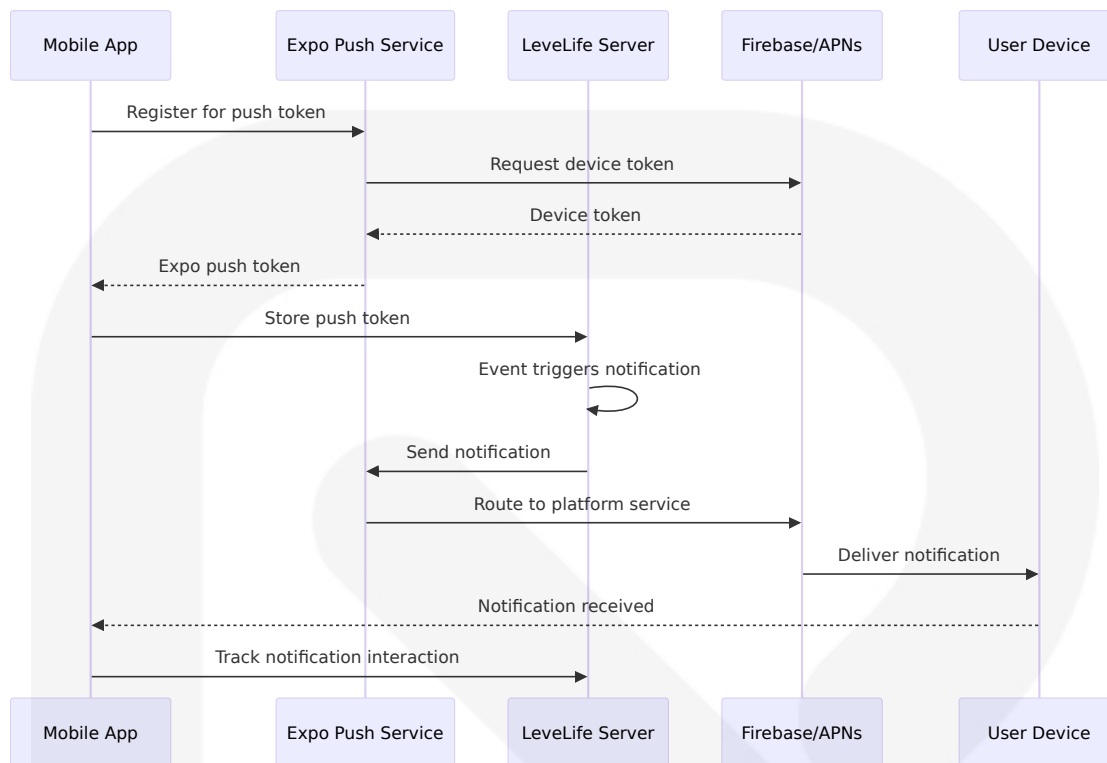 Mobile App
Expo Push Service
LeveLife Server
Firebase/APNs
User Device
Register for push token
Request device token
Device token
Expo push token
Store push token
Event triggers notification
Send notification
Route to platform service
Deliver notification
Notification received
Track notification interaction
Mobile App
Expo Push Service
LeveLife Server
Firebase/APNs
User Device